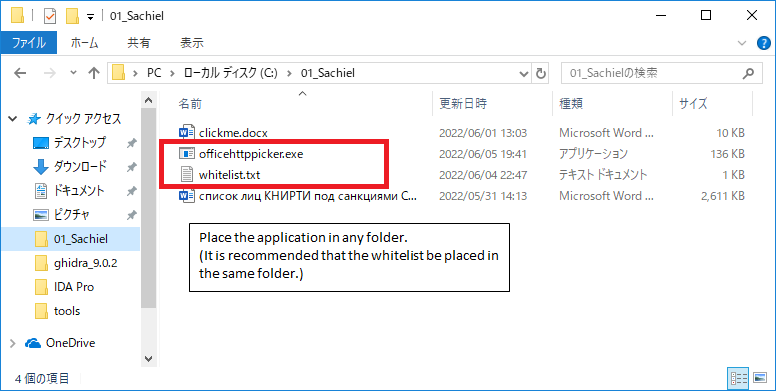 01_Sachiel
ファイル
ホーム
共有
表示
PC
ローカル ディスク (C:)
01_Sachiel
01_Sachielの検索
名前
更新日時
種類
サイズ
クイック アクセス
デスクトップ
ダウンロード
ドキュメント
ピクチャ
01_Sachiel
ghidra_9.0.2
IDA Pro
tools
OneDrive
clickme.docx 2022/06/01 13:03 Microsoft Word ... 10 KB
officehttppicker.exe 2022/06/05 19:41 アプリケーション 136 KB
whitelist.txt 2022/06/04 22:47 テキスト ドキュメント 1 KB
список лиц КНИРТИ под санкциями С... 2022/05/31 14:13 Microsoft Word ... 2,611 KB
Place the application in any folder.
(It is recommended that the whitelist be placed in
the same folder.)
4 個の項目